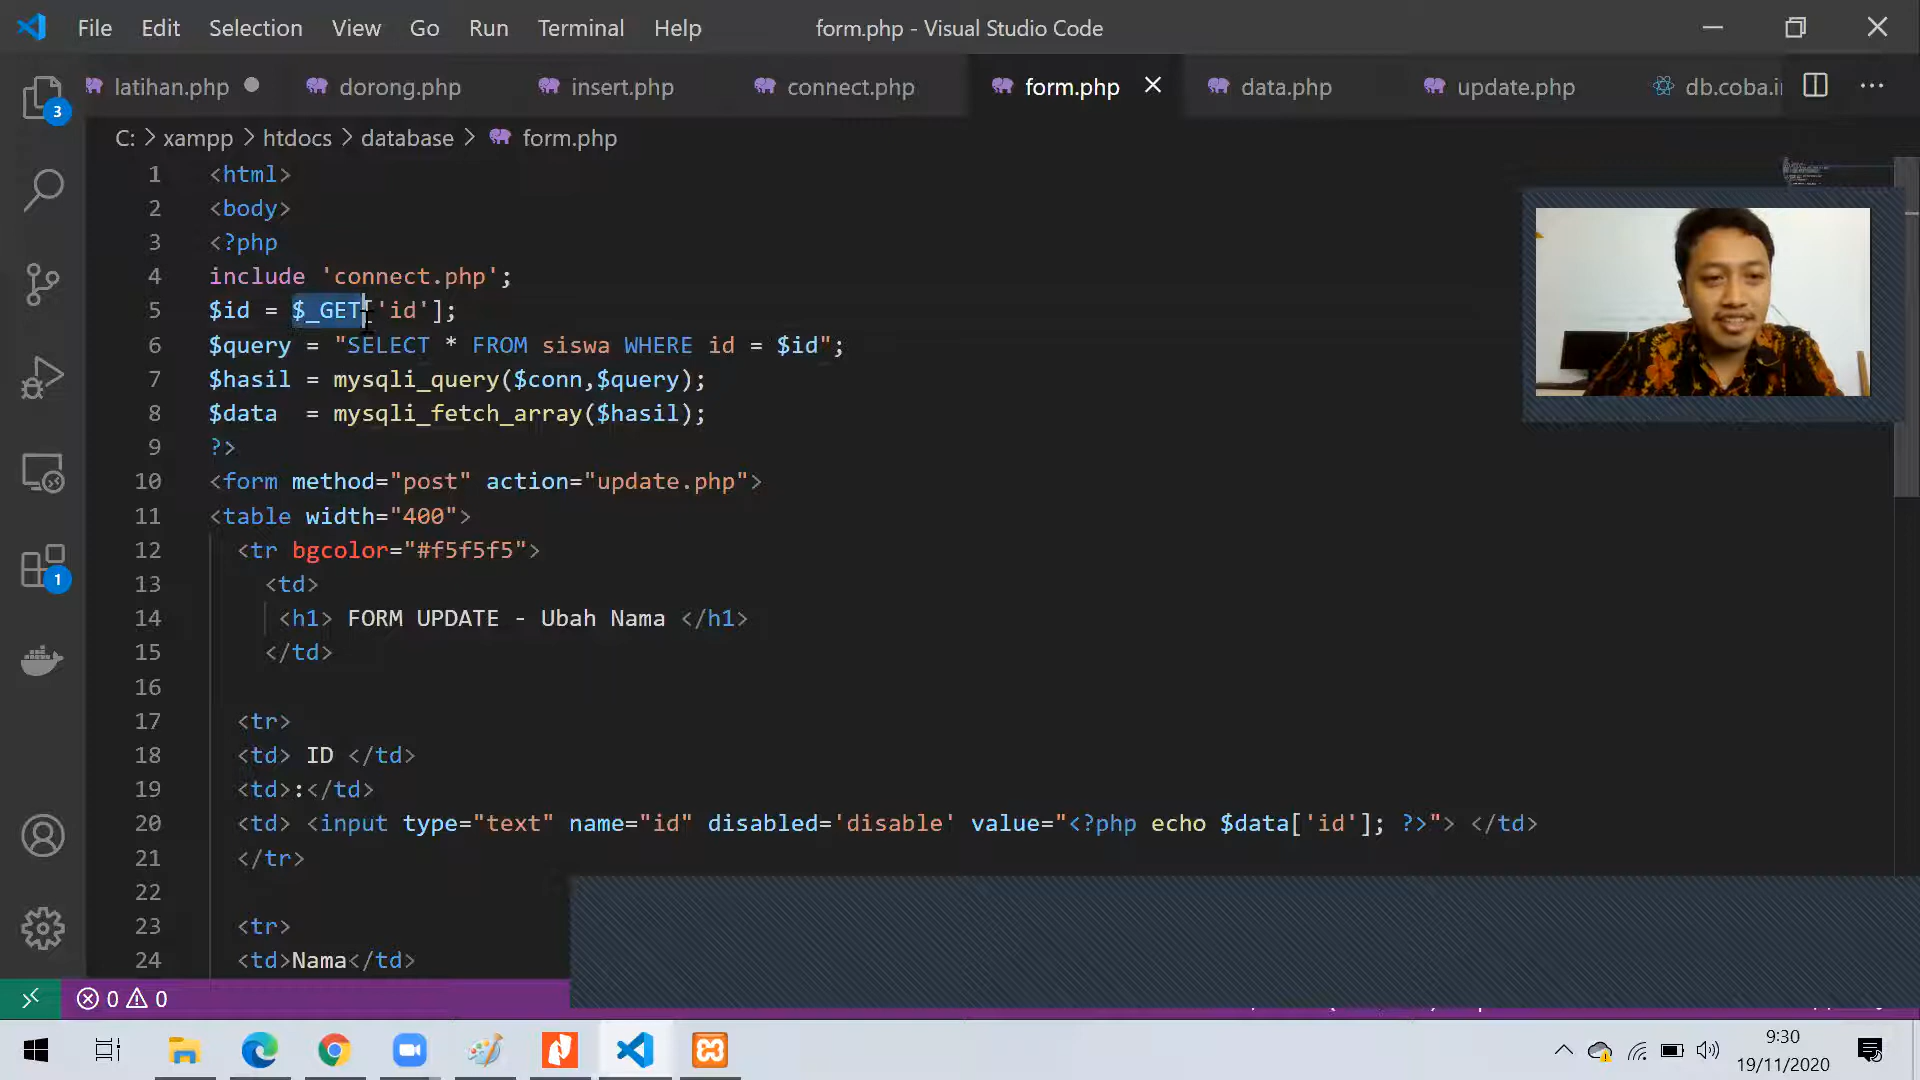 File Edit Selection View Go Run Terminal Help form.php - Visual Studio Code
latihan.php dorong.php insert.php connect.php form.php data.php update.php db.coba.i
C: > xampp > htdocs > database > form.php
1 <html>
2 <body>
3 <?php
4 include 'connect.php';
5 $id = $_GET['id'];
6 $query = "SELECT * FROM siswa WHERE id = $id";
7 $hasil = mysqli_query($conn,$query);
8 $data  = mysqli_fetch_array($hasil);
9 ?>
10 <form method="post" action="update.php">
11 <table width="400">
12 <tr bgcolor="#f5f5f5">
13 <td>
14 <h1> FORM UPDATE - Ubah Nama </h1>
15 </td>
16
17 <tr>
18 <td> ID </td>
19 <td>:</td>
20 <td> <input type="text" name="id" disabled='disable' value="<?php echo $data['id']; ?>"> </td>
21 </tr>
22
23 <tr>
24 <td>Nama</td>
3
1
0 0
9:30
19/11/2020